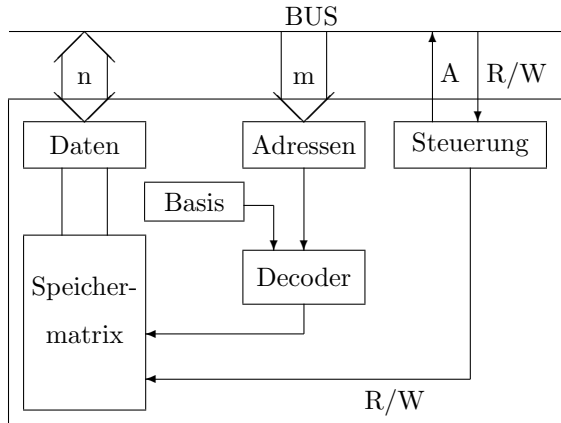 BUS
n
m
A
R/W
Daten
Adressen
Steuerung
Basis
Decoder
Speicher-
matrix
R/W